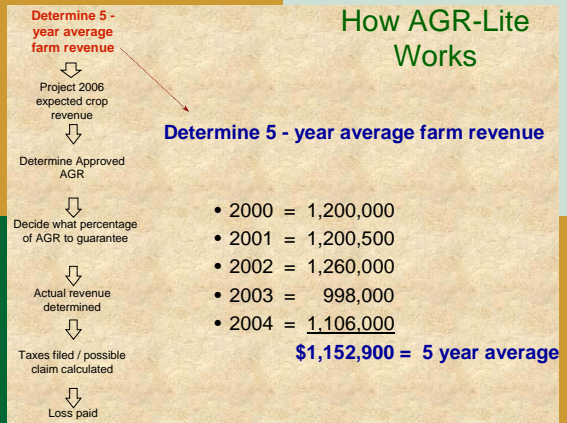 How AGR-Lite
Works
Determine 5 -
year average
farm revenue
Project 2006
expected crop
revenue
Determine Approved
AGR
Decide what percentage
of AGR to guarantee
Actual revenue
determined
Taxes filed / possible
claim calculated
Loss paid
Determine 5 - year average farm revenue
• 2000 = 1,200,000
• 2001 = 1,200,500
• 2002 = 1,260,000
• 2003 = 998,000
• 2004 = 1,106,000
$1,152,900 = 5 year average